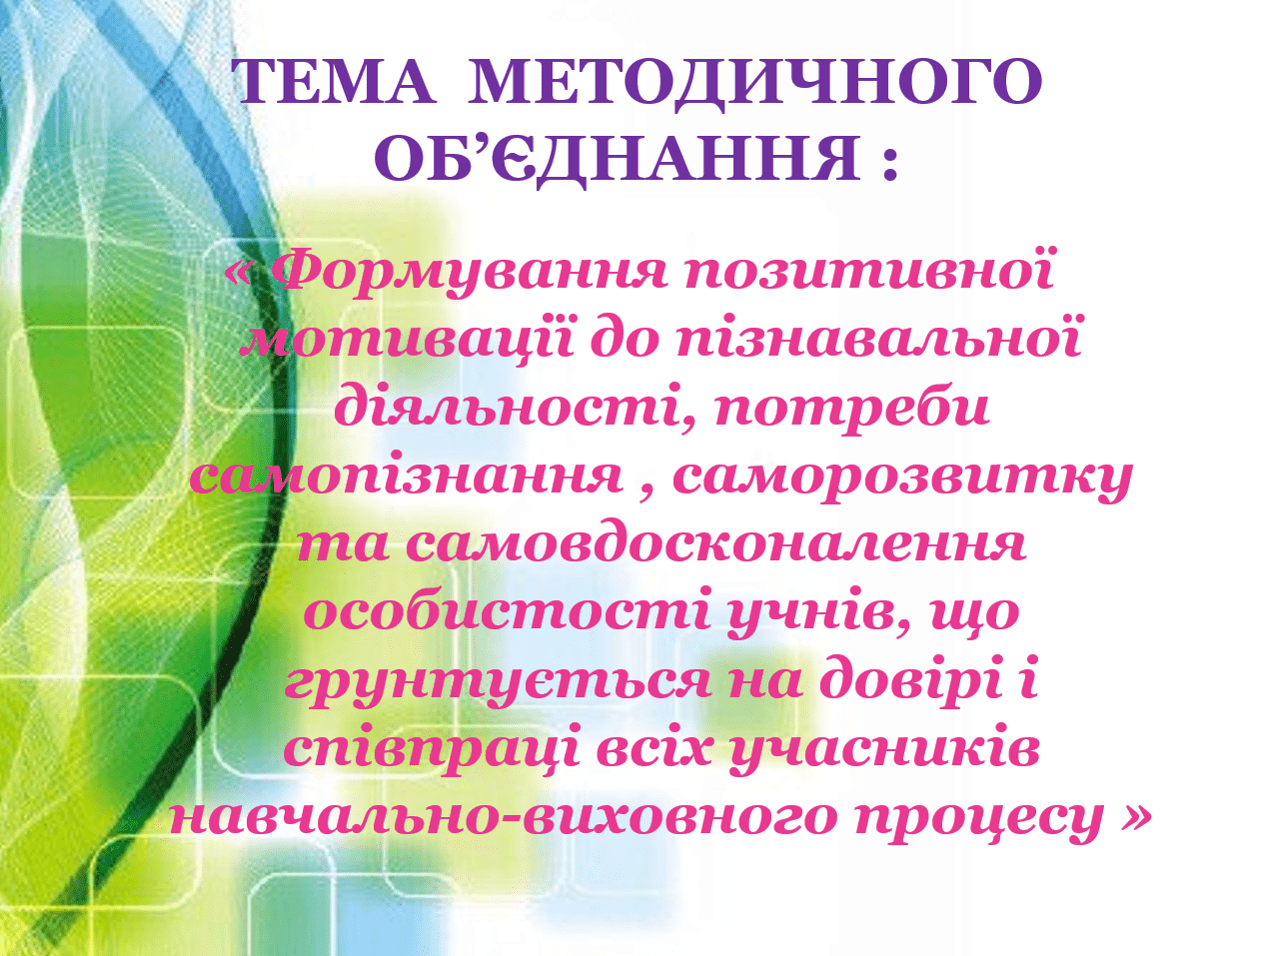 ТЕМА МЕТОДИЧНОГО
ОБ’ЄДНАННЯ :
« Формування позитивної
мотивації до пізнавальної
діяльності, потреби
самопізнання , саморозвитку
та самовдосконалення
особистості учнів, що
грунтується на довірі і
співпраці всіх учасників
навчально-виховного процесу »